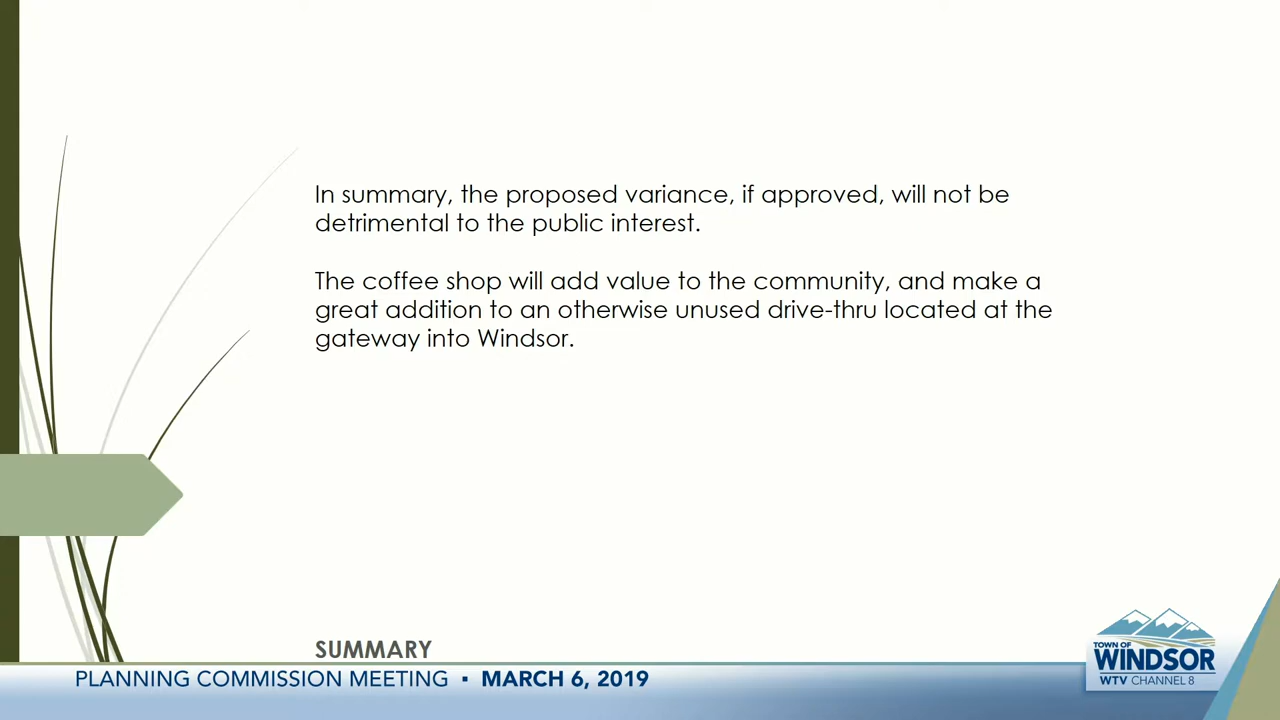 In summary, the proposed variance, if approved, will not be
detrimental to the public interest.
The coffee shop will add value to the community, and make a
great addition to an otherwise unused drive-thru located at the
gateway into Windsor.
SUMMARY
PLANNING COMMISSION MEETING ▪ MARCH 6, 2019
TOWN OF
WINDSOR
WTV CHANNEL 8